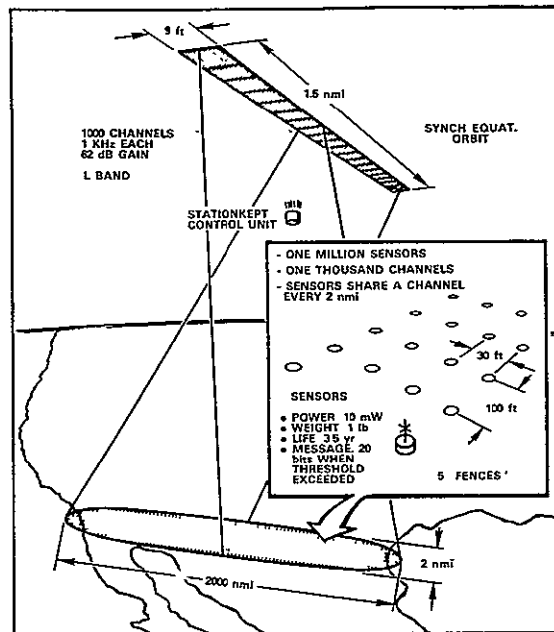 9 ft
1.5 nmi
1000 CHANNELS
1 KHz EACH
62 dB GAIN
L BAND
SYNCH EQUAT.
ORBIT
STATIONKEPT
CONTROL UNIT
- ONE MILLION SENSORS
- ONE THOUSAND CHANNELS
- SENSORS SHARE A CHANNEL
EVERY 2 nmi
30 ft
100 ft
SENSORS
• POWER 10 mW
• WEIGHT 1 lb
• LIFE 35 yr
• MESSAGE. 20
bits WHEN
THRESHOLD
EXCEEDED
5 FENCES
2 nmi
2000 nmi